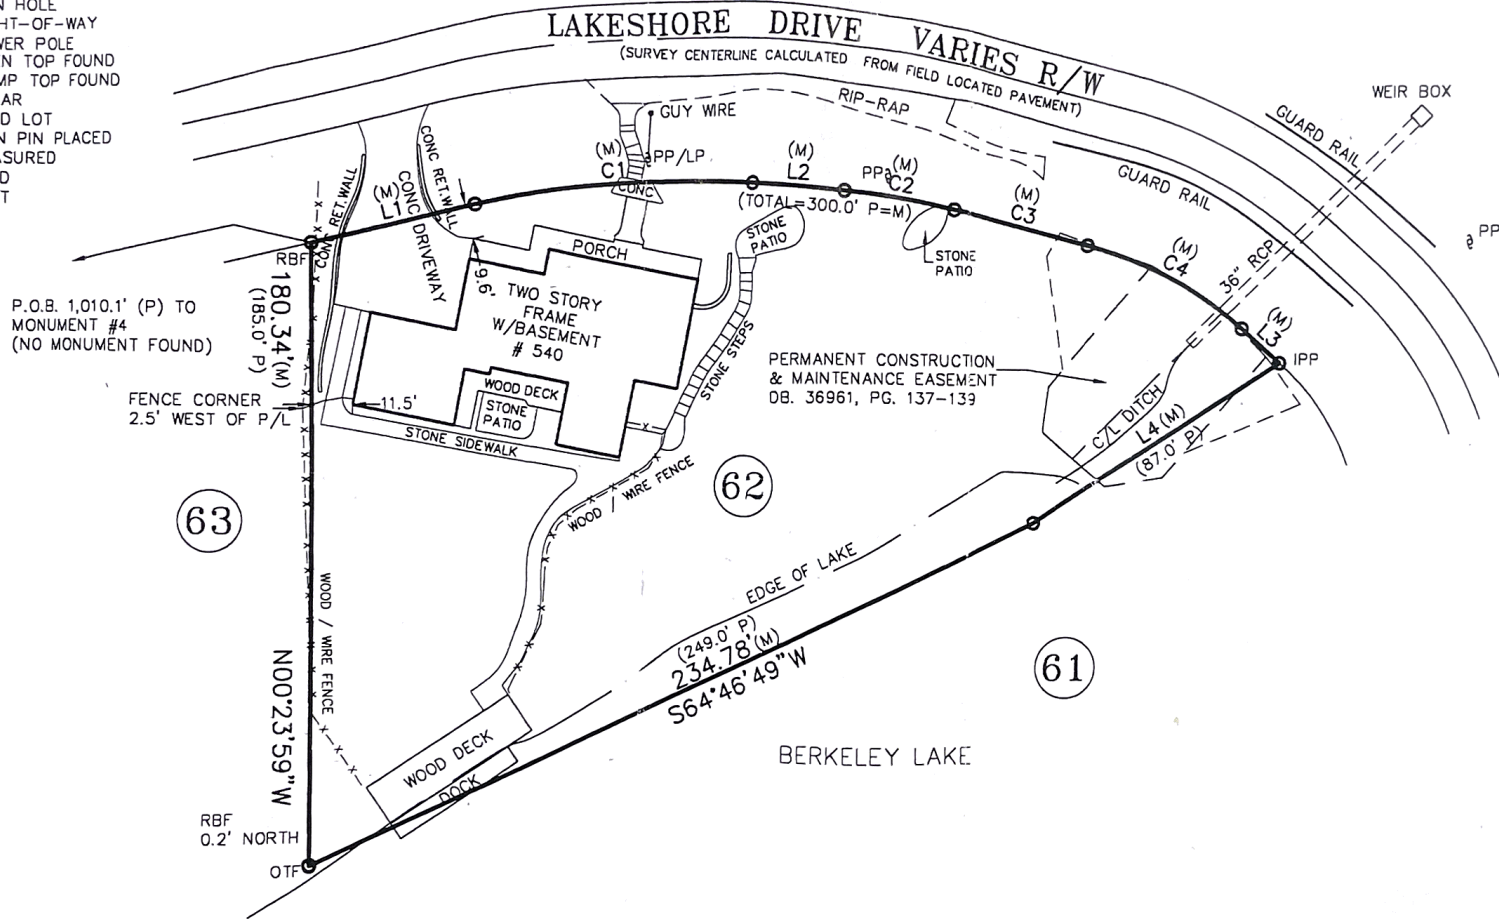 HOLE
HT-OF-WAY
WER POLE
EN TOP FOUND
MP TOP FOUND
AR
D LOT
N PIN PLACED
ASURED
D
T
LAKESHORE DRIVE VARIES R/W
(SURVEY CENTERLINE CALCULATED FROM FIELD LOCATED PAVEMENT)
WEIR BOX
GUARD RAIL
GUARD RAIL
RIP-RAP
GUY WIRE
PP/LP
PP
PP
(M)
L1
(M)
C1
(M)
L2
(M)
C2
(M)
C3
(M)
C4
(M)
L3
(TOTAL=300.0' P=M)
CONC
CONC RET.WALL
CONC RET.WALL
CONC DRIVEWAY
36" RCP
IPP
RBF
P.O.B. 1,010.1' (P) TO
MONUMENT #4
(NO MONUMENT FOUND)
180.34'(M)
(185.0' P)
9.6'
PORCH
TWO STORY
FRAME
W/BASEMENT
# 540
WOOD DECK
STONE
PATIO
STONE
PATIO
STONE
PATIO
STONE STEPS
STONE SIDEWALK
11.5'
FENCE CORNER
2.5' WEST OF P/L
PERMANENT CONSTRUCTION
& MAINTENANCE EASEMENT
DB. 36961, PG. 137-139
C/L DITCH
L4(M)
(87.0' P)
63
62
61
WOOD / WIRE FENCE
WOOD / WIRE FENCE
EDGE OF LAKE
(249.0' P)
234.78'(M)
S64°46'49"W
N00°23'59"W
WOOD DECK
DOCK
BERKELEY LAKE
RBF
0.2' NORTH
OTF